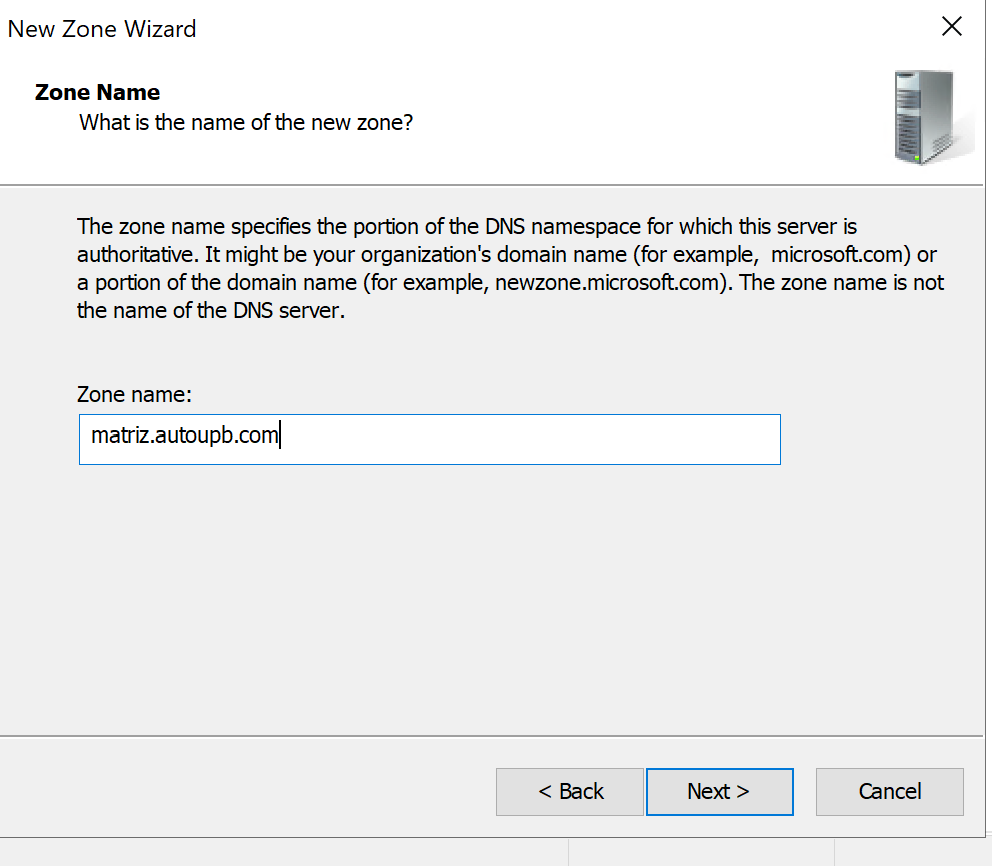 New Zone Wizard
Zone Name
What is the name of the new zone?
The zone name specifies the portion of the DNS namespace for which this server is
authoritative. It might be your organization's domain name (for example,  microsoft.com) or
a portion of the domain name (for example, newzone.microsoft.com). The zone name is not
the name of the DNS server.
Zone name:
matriz.autoupb.com
< Back
Next >
Cancel